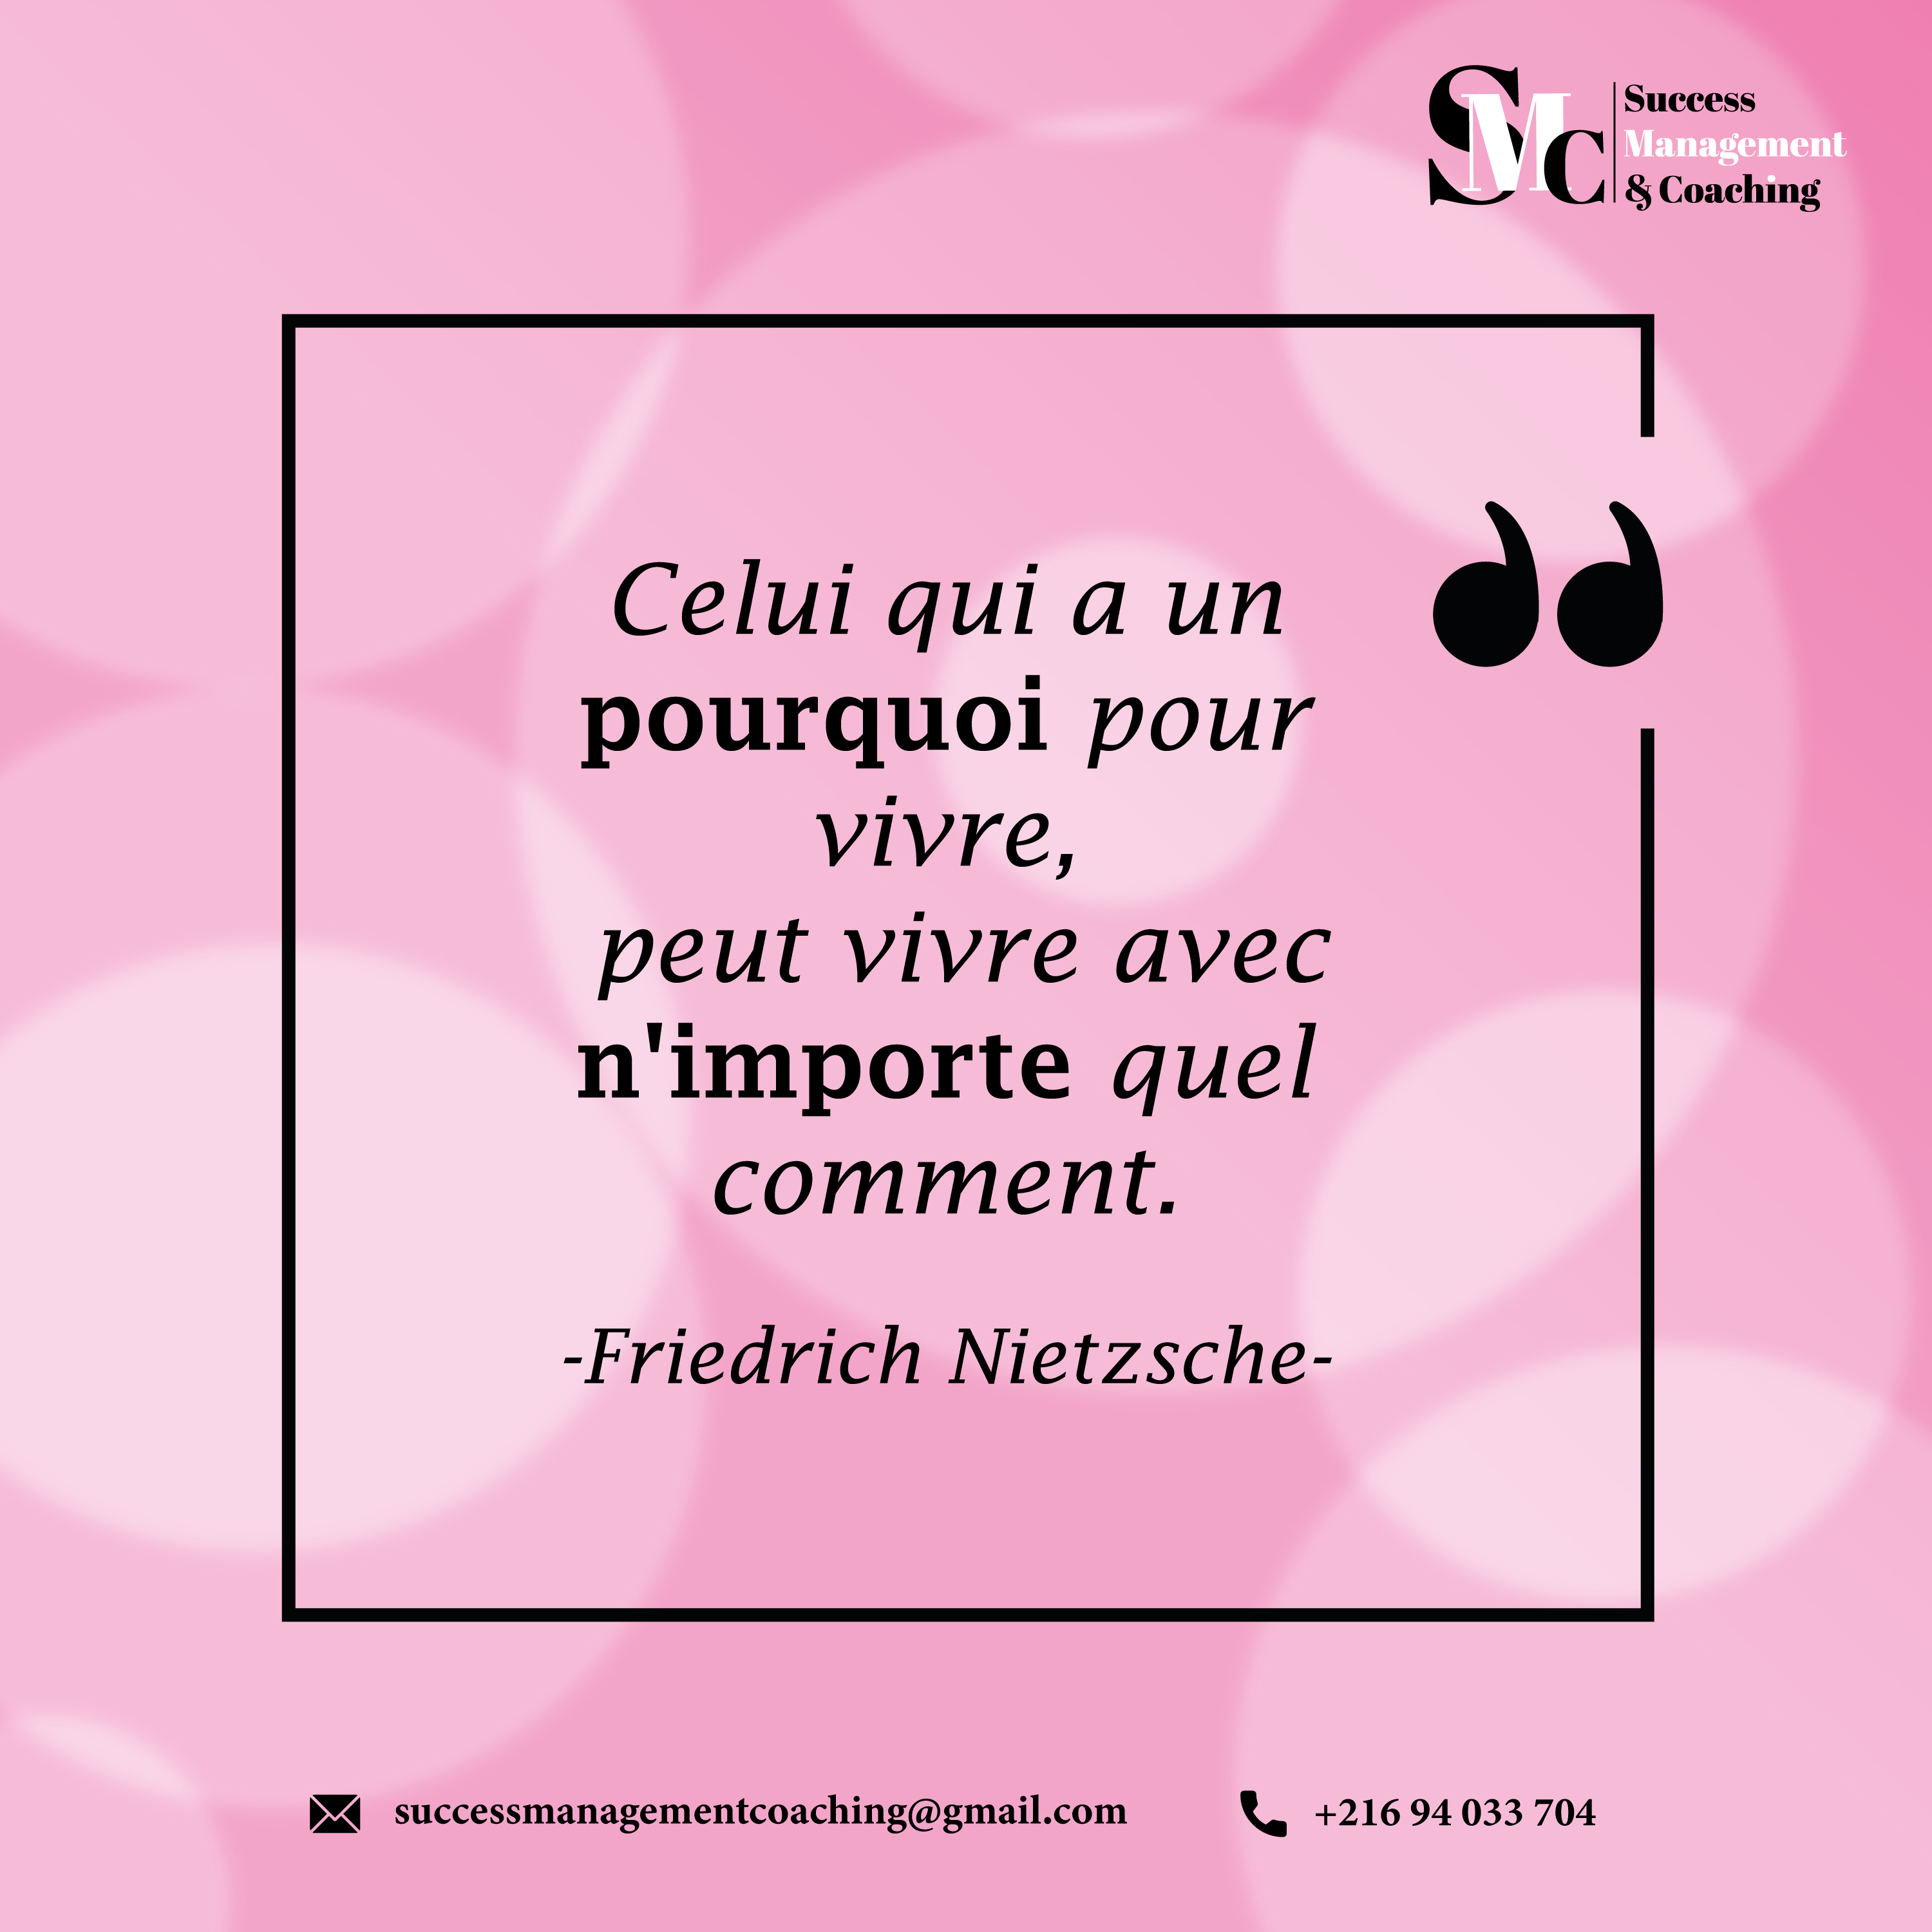 SMC
Success
Management
& Coaching
Celui qui a un
pourquoi pour
vivre,
peut vivre avec
n'importe quel
comment.
-Friedrich Nietzsche-
successmanagementcoaching@gmail.com
+216 94 033 704